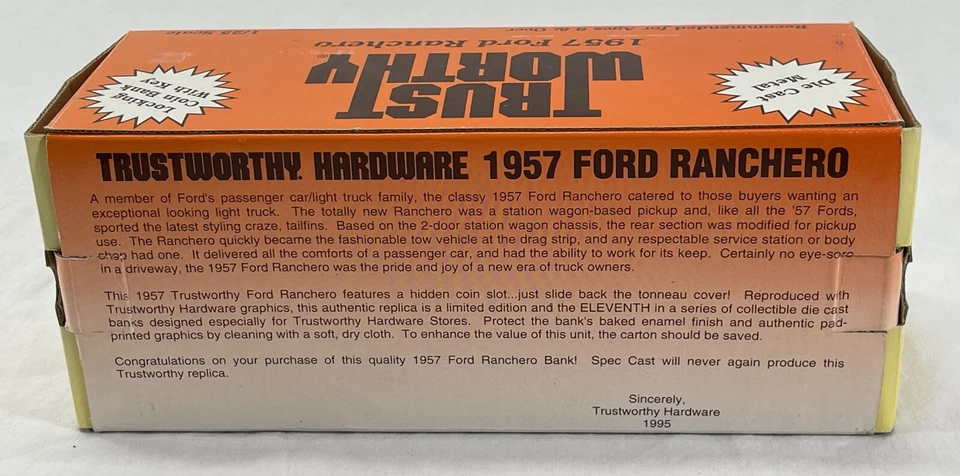 Recommended for Ages 8 & Over
1/25 Scale
1957 Ford Ranchero
TRUST
WORTHY
®
Locking
Coin Bank
With Key
Die Cast
Metal
TRUSTWORTHY HARDWARE 1957 FORD RANCHERO
A member of Ford's passenger car/light truck family, the classy 1957 Ford Ranchero catered to those buyers wanting an
exceptional looking light truck. The totally new Ranchero was a station wagon-based pickup and, like all the '57 Fords,
sported the latest styling craze, tailfins. Based on the 2-door station wagon chassis, the rear section was modified for pickup
use. The Ranchero quickly became the fashionable tow vehicle at the drag strip, and any respectable service station or body
shop had one. It delivered all the comforts of a passenger car, and had the ability to work for its keep. Certainly no eye-sore
in a driveway, the 1957 Ford Ranchero was the pride and joy of a new era of truck owners.
This 1957 Trustworthy Ford Ranchero features a hidden coin slot...just slide back the tonneau cover! Reproduced with
Trustworthy Hardware graphics, this authentic replica is a limited edition and the ELEVENTH in a series of collectible die cast
banks designed especially for Trustworthy Hardware Stores. Protect the bank's baked enamel finish and authentic pad-
printed graphics by cleaning with a soft, dry cloth. To enhance the value of this unit, the carton should be saved.
Congratulations on your purchase of this quality 1957 Ford Ranchero Bank! Spec Cast will never again produce this
Trustworthy replica.
Sincerely,
Trustworthy Hardware
1995